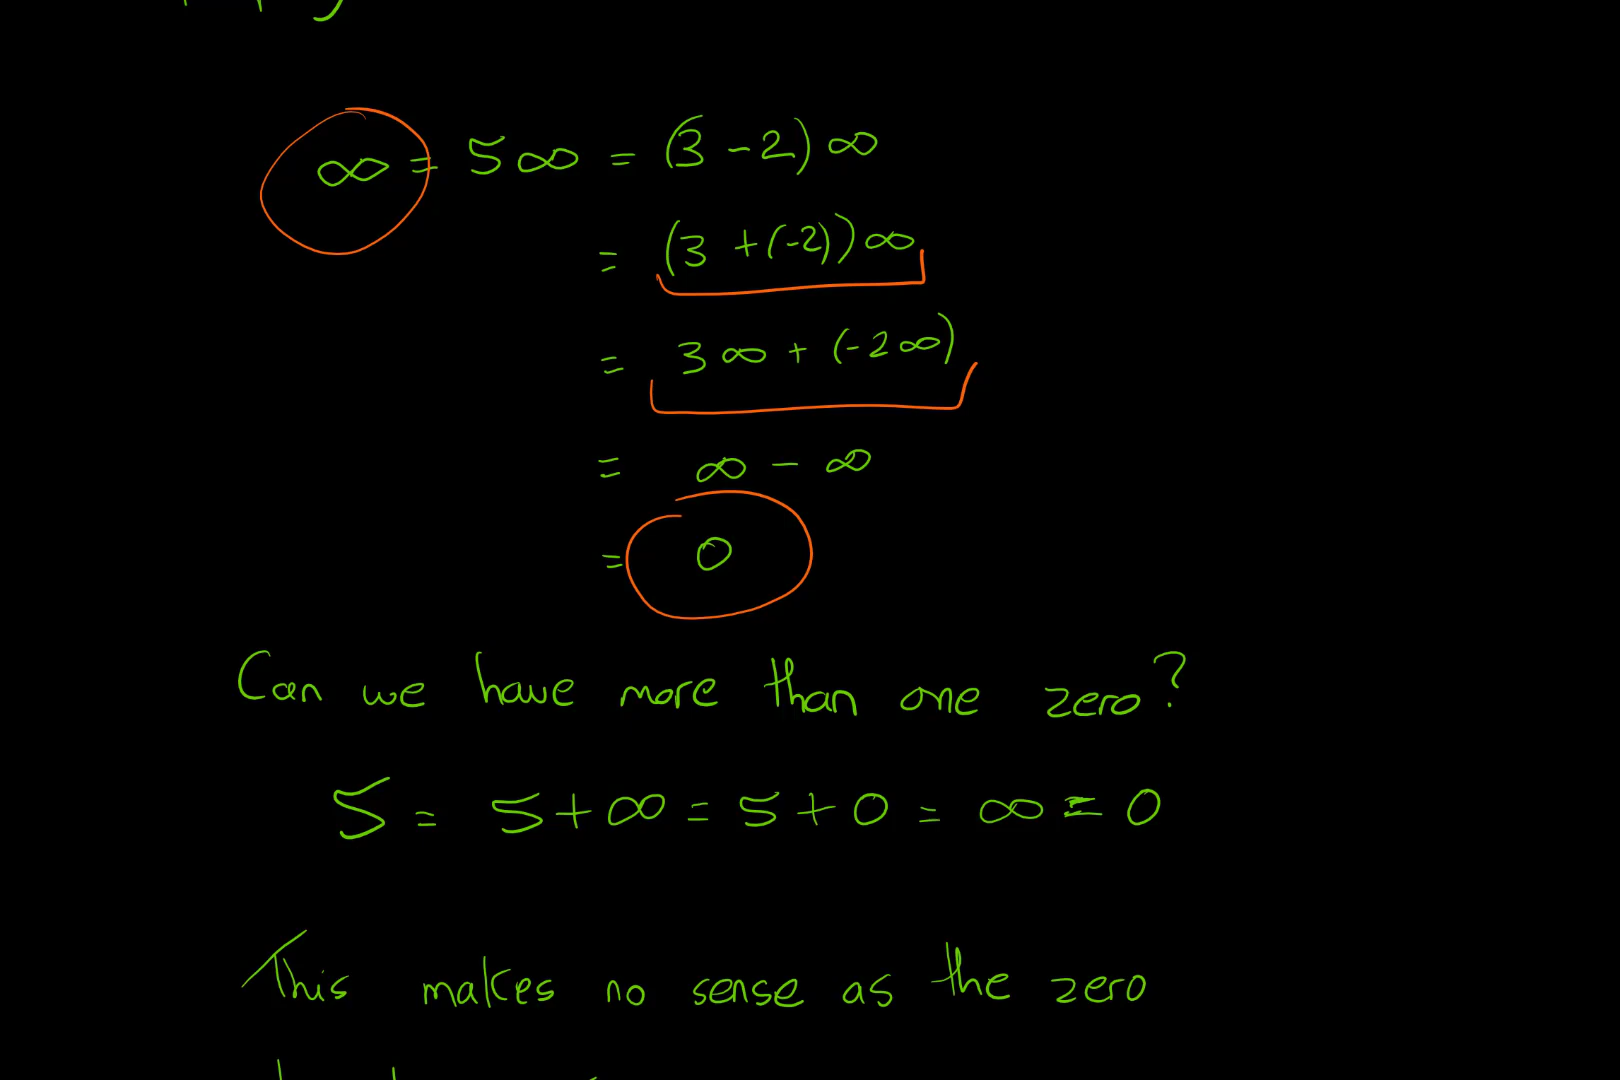 ∞ = 5∞ = (3 - 2)∞
= (3 + (-2))∞
= 3∞ + (-2∞)
= ∞ - ∞
= 0
Can we have more than one zero?
5 = 5+∞ = 5+0 = ∞ = 0
This makes no sense as the zero